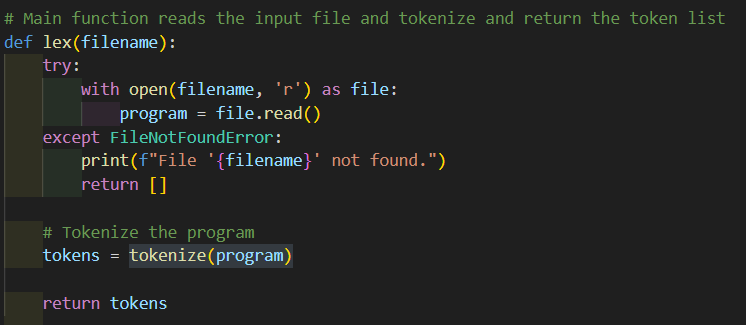 # Main function reads the input file and tokenize and return the token list
def lex(filename):
    try:
        with open(filename, 'r') as file:
            program = file.read()
    except FileNotFoundError:
        print(f"File '{filename}' not found.")
        return []

    # Tokenize the program
    tokens = tokenize(program)

    return tokens